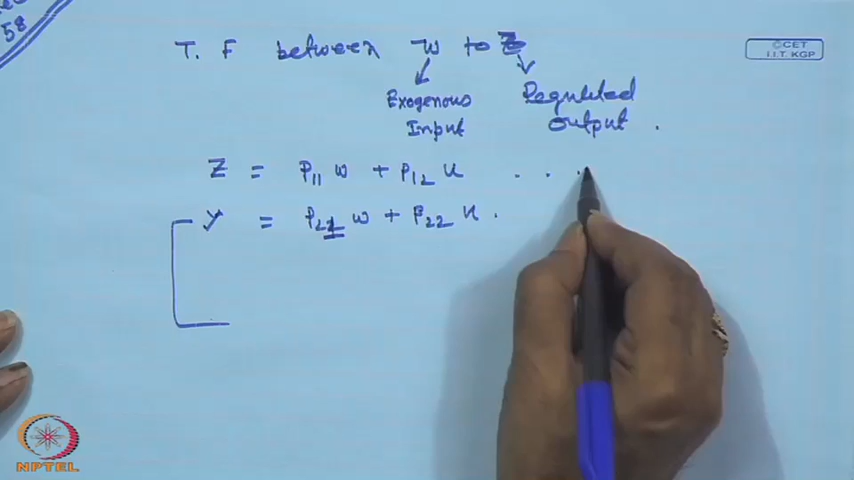 58
©CET
I.I.T. KGP
T. F between w to Z
Exogenous Input
Regulated Output .
Z = P11 w + P12 u . . .
Y = P21 w + P22 u .
NPTEL